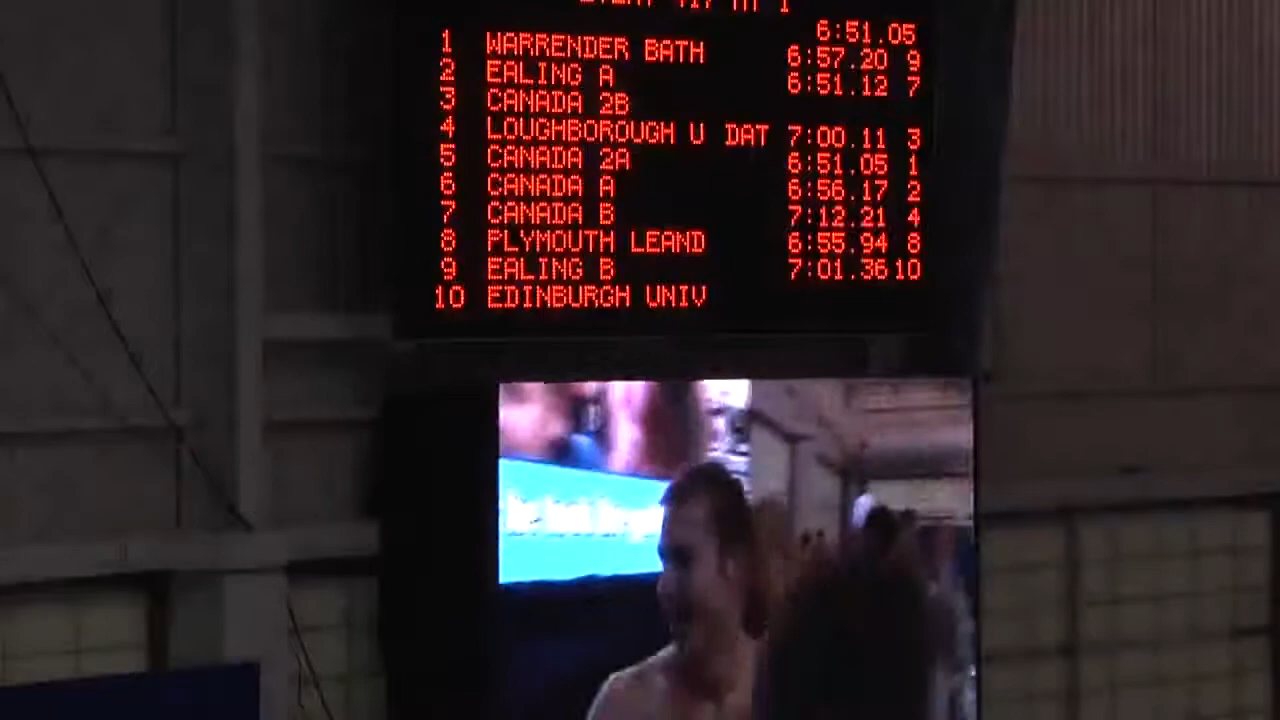 6:51.05
1 WARRENDER BATH 6:57.20 9
2 EALING A 6:51.12 7
3 CANADA 2B
4 LOUGHBOROUGH U DAT 7:00.11 3
5 CANADA 2A 6:51.05 1
6 CANADA A 6:56.17 2
7 CANADA B 7:12.21 4
8 PLYMOUTH LEAND 6:55.94 8
9 EALING B 7:01.36 10
10 EDINBURGH UNIV